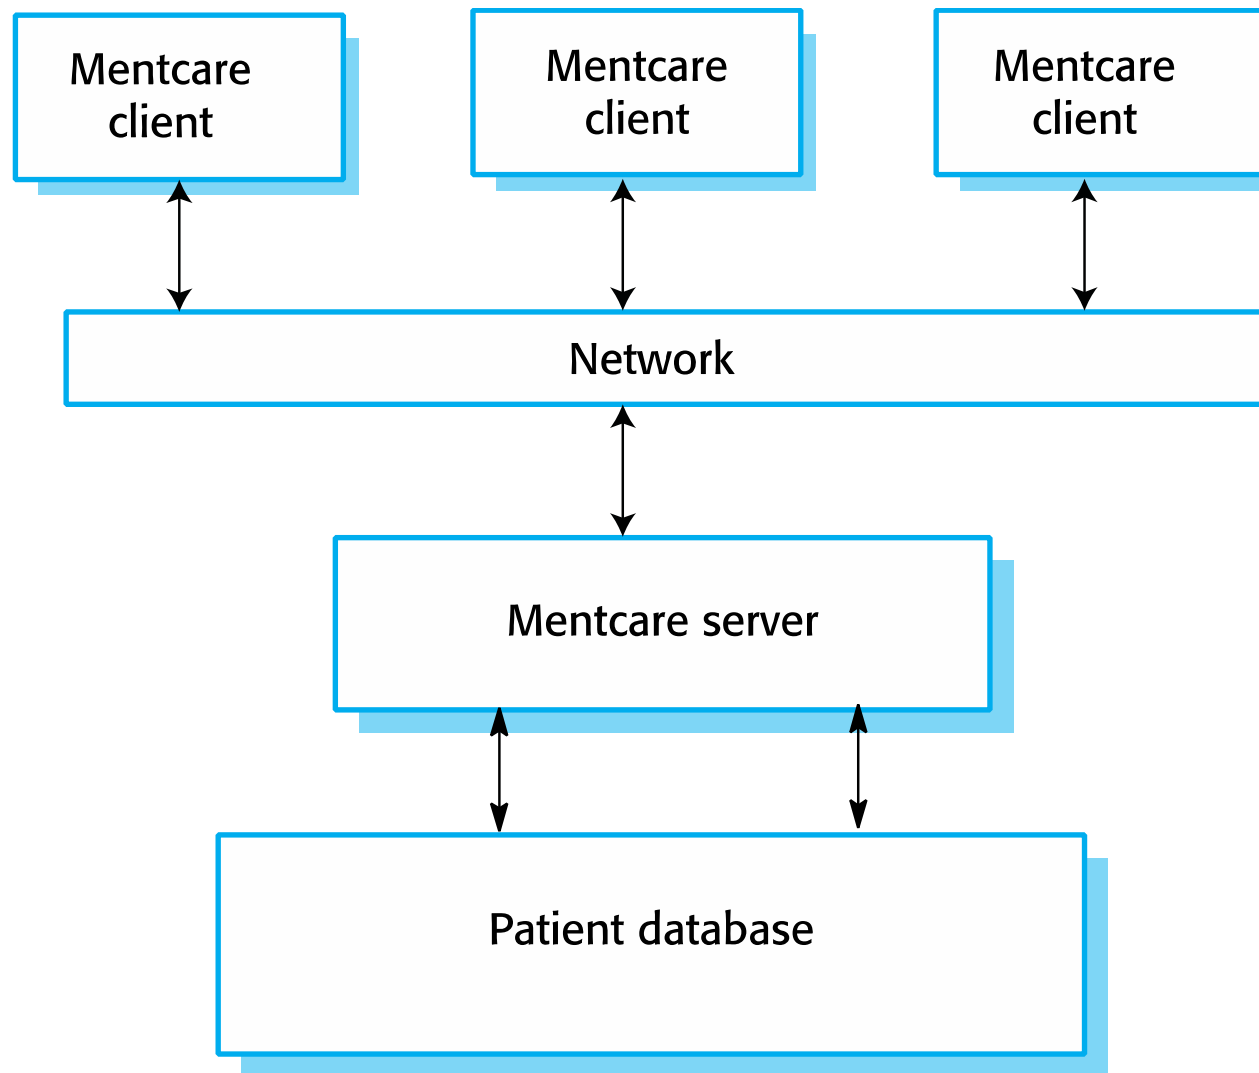 Mentcare
client
Mentcare
client
Mentcare
client
Network
Mentcare server
Patient database